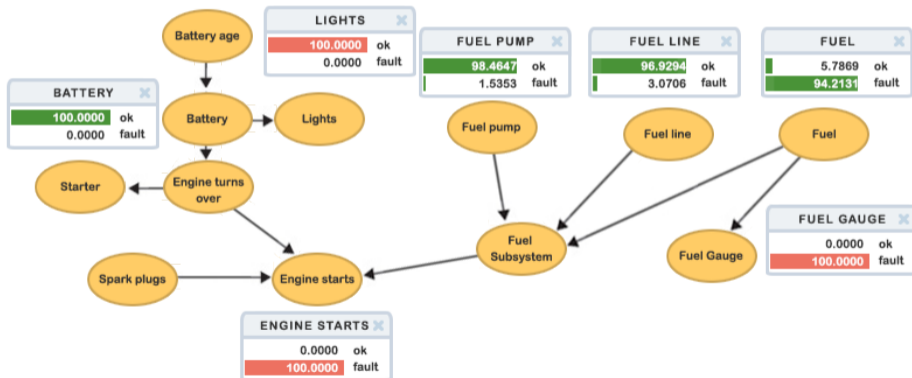 Battery age
LIGHTS
100.0000 ok
0.0000 fault
FUEL PUMP
98.4647 ok
1.5353 fault
FUEL LINE
96.9294 ok
3.0706 fault
FUEL
5.7869 ok
94.2131 fault
BATTERY
100.0000 ok
0.0000 fault
Battery
Lights
Fuel pump
Fuel line
Fuel
Starter
Engine turns
over
Fuel
Subsystem
Fuel Gauge
FUEL GAUGE
0.0000 ok
100.0000 fault
Spark plugs
Engine starts
ENGINE STARTS
0.0000 ok
100.0000 fault